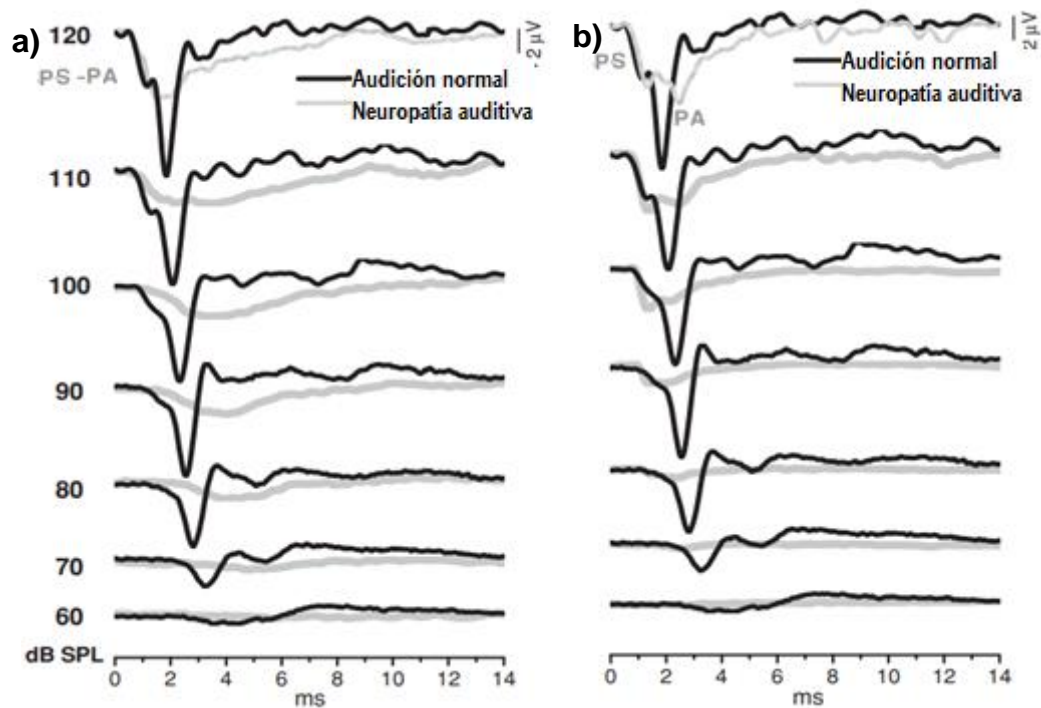 a)
120
PS -PA
Audición normal
Neuropatía auditiva
- 2 µV
110
100
90
80
70
60
dB SPL
0 2 4 6 8 10 12 14
ms
b)
PS
Audición normal
Neuropatía auditiva
PA
2 µV
0 2 4 6 8 10 12 14
ms